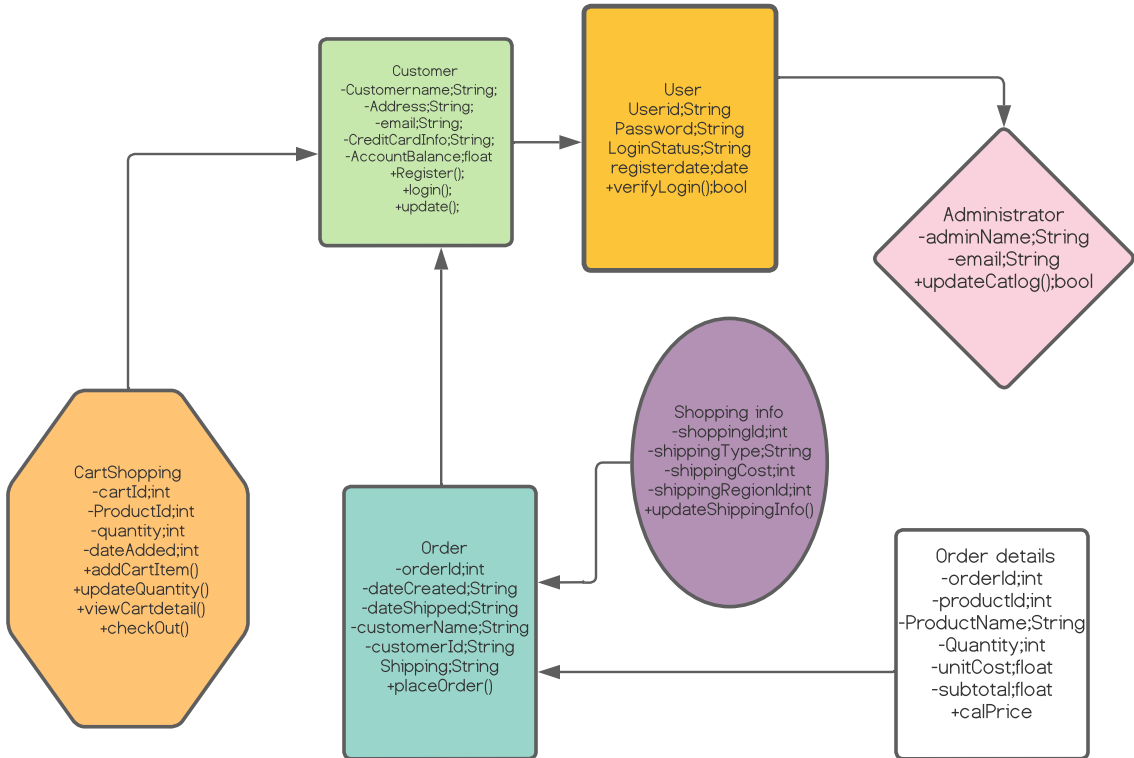 Customer
-Customername;String;
-Address;String;
-email;String;
-CreditCardInfo;String;
-AccountBalance;float
+Register();
+login();
+update();
User
Userid;String
Password;String
LoginStatus;String
registerdate;date
+verifyLogin();bool
Administrator
-adminName;String
-email;String
+updateCatlog();bool
CartShopping
-cartId;int
-ProductId;int
-quantity;int
-dateAdded;int
+addCartItem()
+updateQuantity()
+viewCartdetail()
+checkOut()
Order
-orderId;int
-dateCreated;String
-dateShipped;String
-customerName;String
-customerId;String
Shipping;String
+placeOrder()
Shopping info
-shoppingId;int
-shippingType;String
-shippingCost;int
-shippingRegionId;int
+updateShippingInfo()
Order details
-orderId;int
-productId;int
-ProductName;String
-Quantity;int
-unitCost;float
-subtotal;float
+calPrice